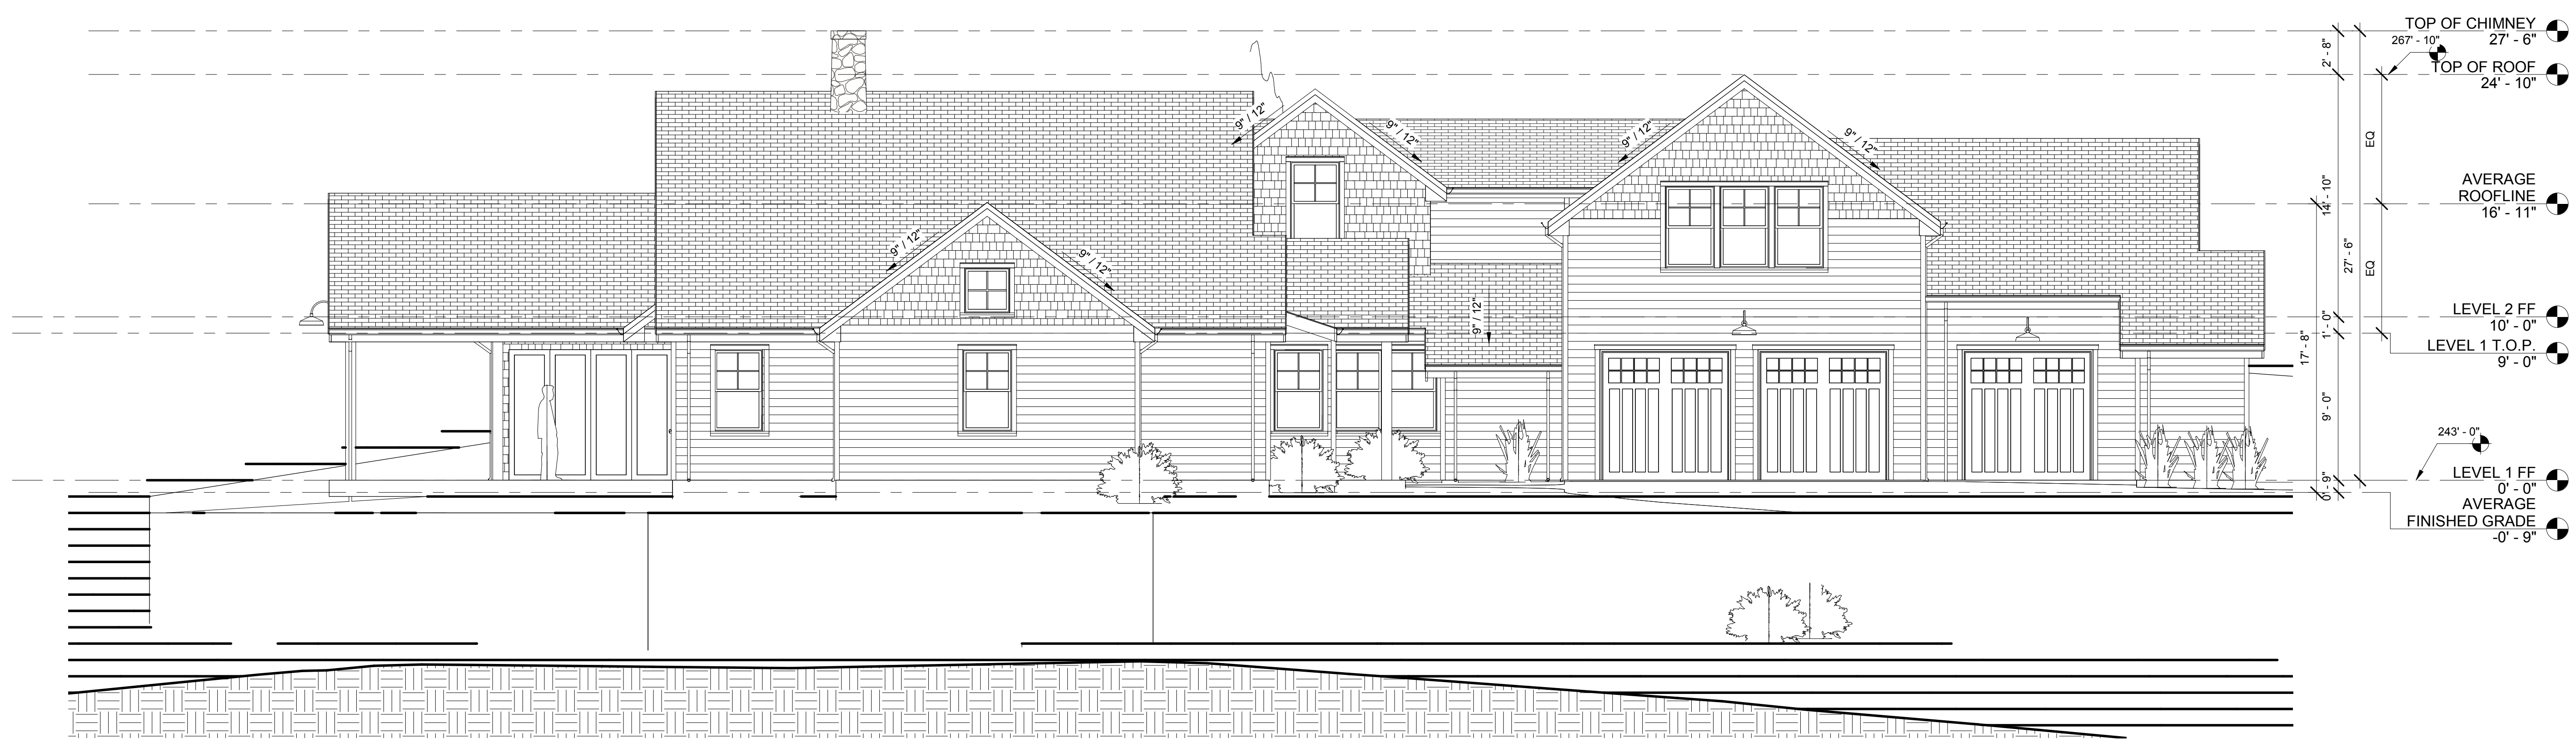 TOP OF CHIMNEY
27' - 6"
267' - 10"
TOP OF ROOF
24' - 10"
2' - 8"
9" / 12"
9" / 12"
9" / 12"
9" / 12"
EQ
AVERAGE
ROOFLINE
16' - 11"
14' - 10"
9" / 12"
9" / 12"
27' - 6"
EQ
9" / 12"
LEVEL 2 FF
10' - 0"
1' - 0"
LEVEL 1 T.O.P.
9' - 0"
17' - 8"
9' - 0"
243' - 0"
LEVEL 1 FF
0' - 0"
0' - 9"
AVERAGE
FINISHED GRADE
-0' - 9"